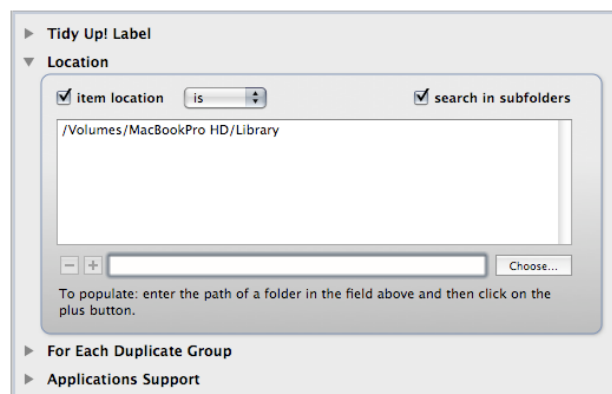 Tidy Up! Label
Location
item location is search in subfolders
/Volumes/MacBookPro HD/Library
Choose...
To populate: enter the path of a folder in the field above and then click on the
plus button.
For Each Duplicate Group
Applications Support